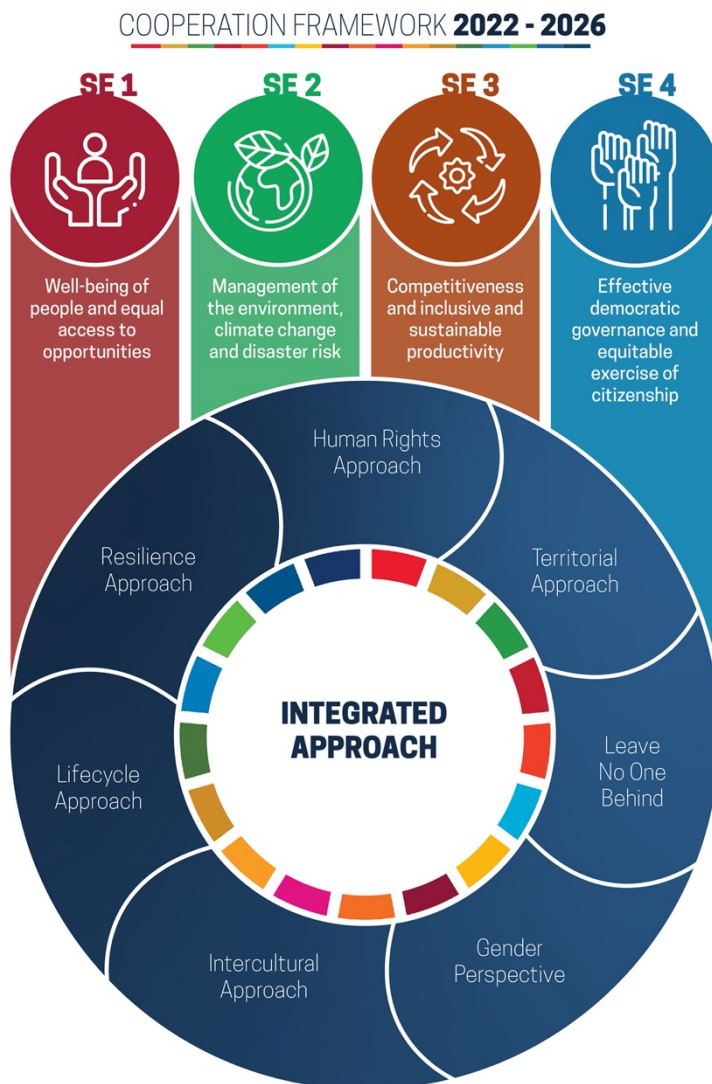 COOPERATION FRAMEWORK 2022 - 2026
SE 1
SE 2
SE 3
SE 4
Well-being of
people and equal
access to
opportunities
Management of
the environment,
climate change
and disaster risk
Competitiveness
and inclusive and
sustainable
productivity
Effective
democratic
governance and
equitable
exercise of
citizenship
Human Rights
Approach
Resilience
Approach
Territorial
Approach
INTEGRATED
APPROACH
Lifecycle
Approach
Leave
No One
Behind
Intercultural
Approach
Gender
Perspective